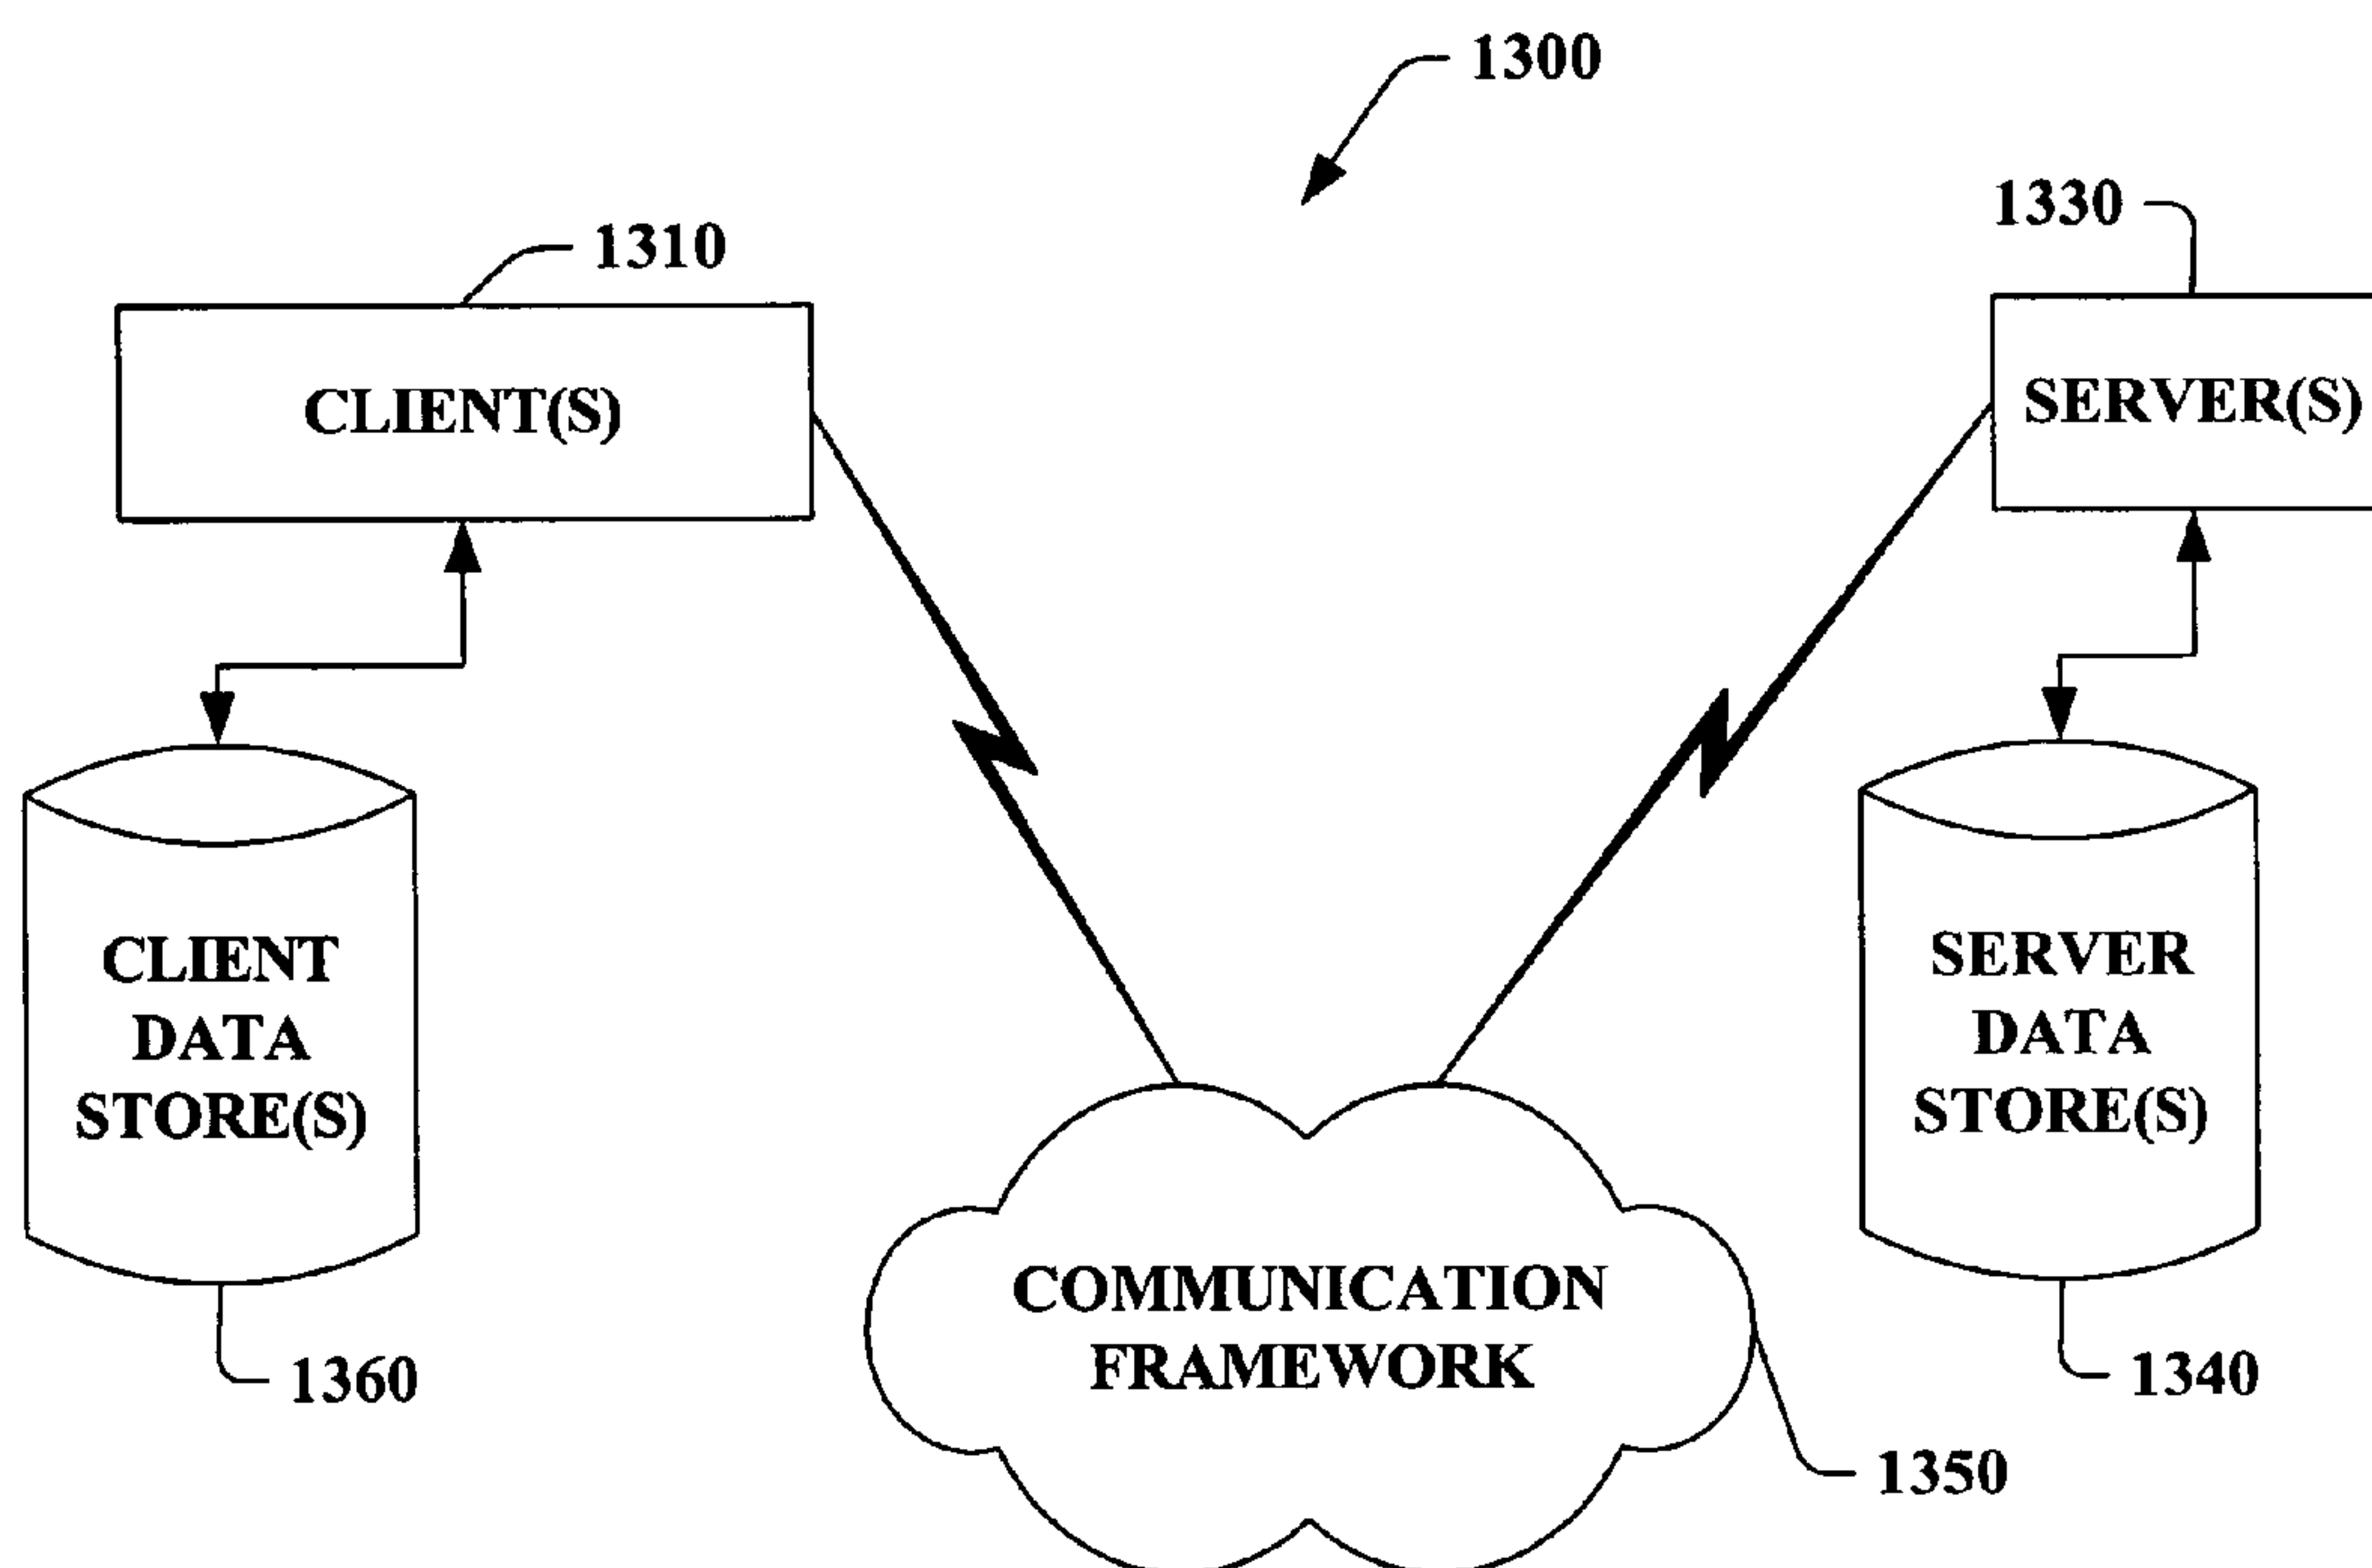 1300
1330
1310
CLIENT(S)
SERVER(S)
CLIENT
DATA
STORE(S)
SERVER
DATA
STORE(S)
COMMUNICATION
FRAMEWORK
1360
1340
1350